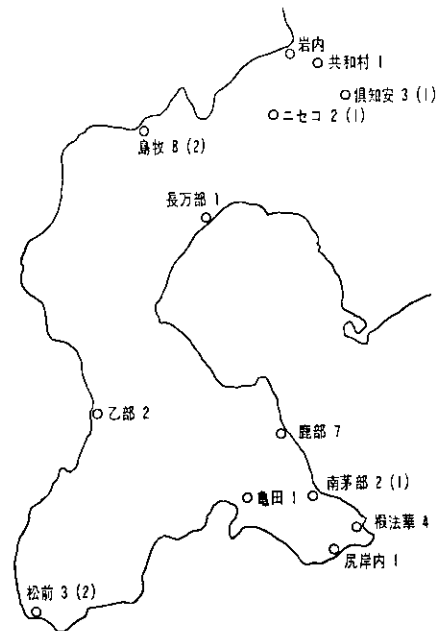 岩内
共和村 1
倶知安 3 (1)
ニセコ 2 (1)
島牧 8 (2)
長万部 1
乙部 2
鹿部 7
南茅部 2 (1)
亀田 1
椴法華 4
尻岸内 1
松前 3 (2)